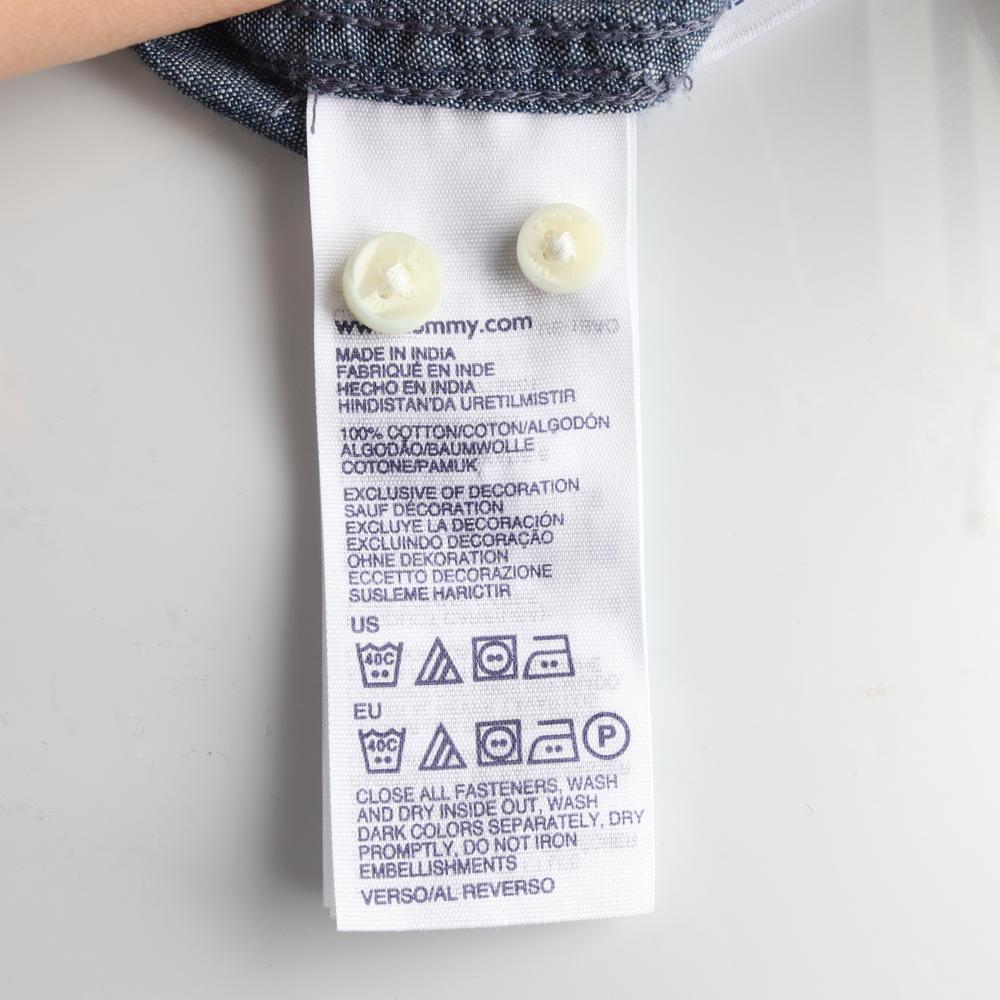 mmy.com
MADE IN INDIA
FABRIQUÉ EN INDE
HECHO EN INDIA
HINDISTAN'DA URETILMISTIR
100% COTTON/COTON/ALGODÓN
ALGODÃO/BAUMWOLLE
COTONE/PAMUK
EXCLUSIVE OF DECORATION
SAUF DÉCORATION
EXCLUYE LA DECORACIÓN
EXCLUINDO DECORAÇÃO
OHNE DEKORATION
ECCETTO DECORAZIONE
SUSLEME HARICTIR
US
40C
EU
40C P
CLOSE ALL FASTENERS, WASH
AND DRY INSIDE OUT, WASH
DARK COLORS SEPARATELY, DRY
PROMPTLY, DO NOT IRON
EMBELLISHMENTS
VERSO/AL REVERSO